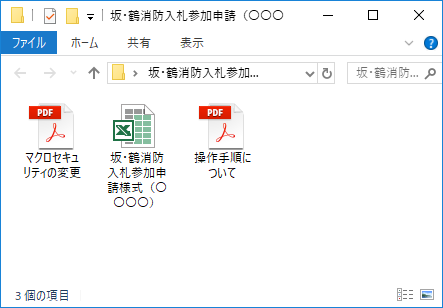 坂・鶴消防入札参加申請（〇〇〇
ファイル ホーム 共有 表示
坂・鶴消防入札参加... 坂・鶴消防...
PDF PDF
マクロセキュ
リティの変更
坂・鶴消防
入札参加申
請様式（〇
〇〇〇）
操作手順に
ついて
3 個の項目